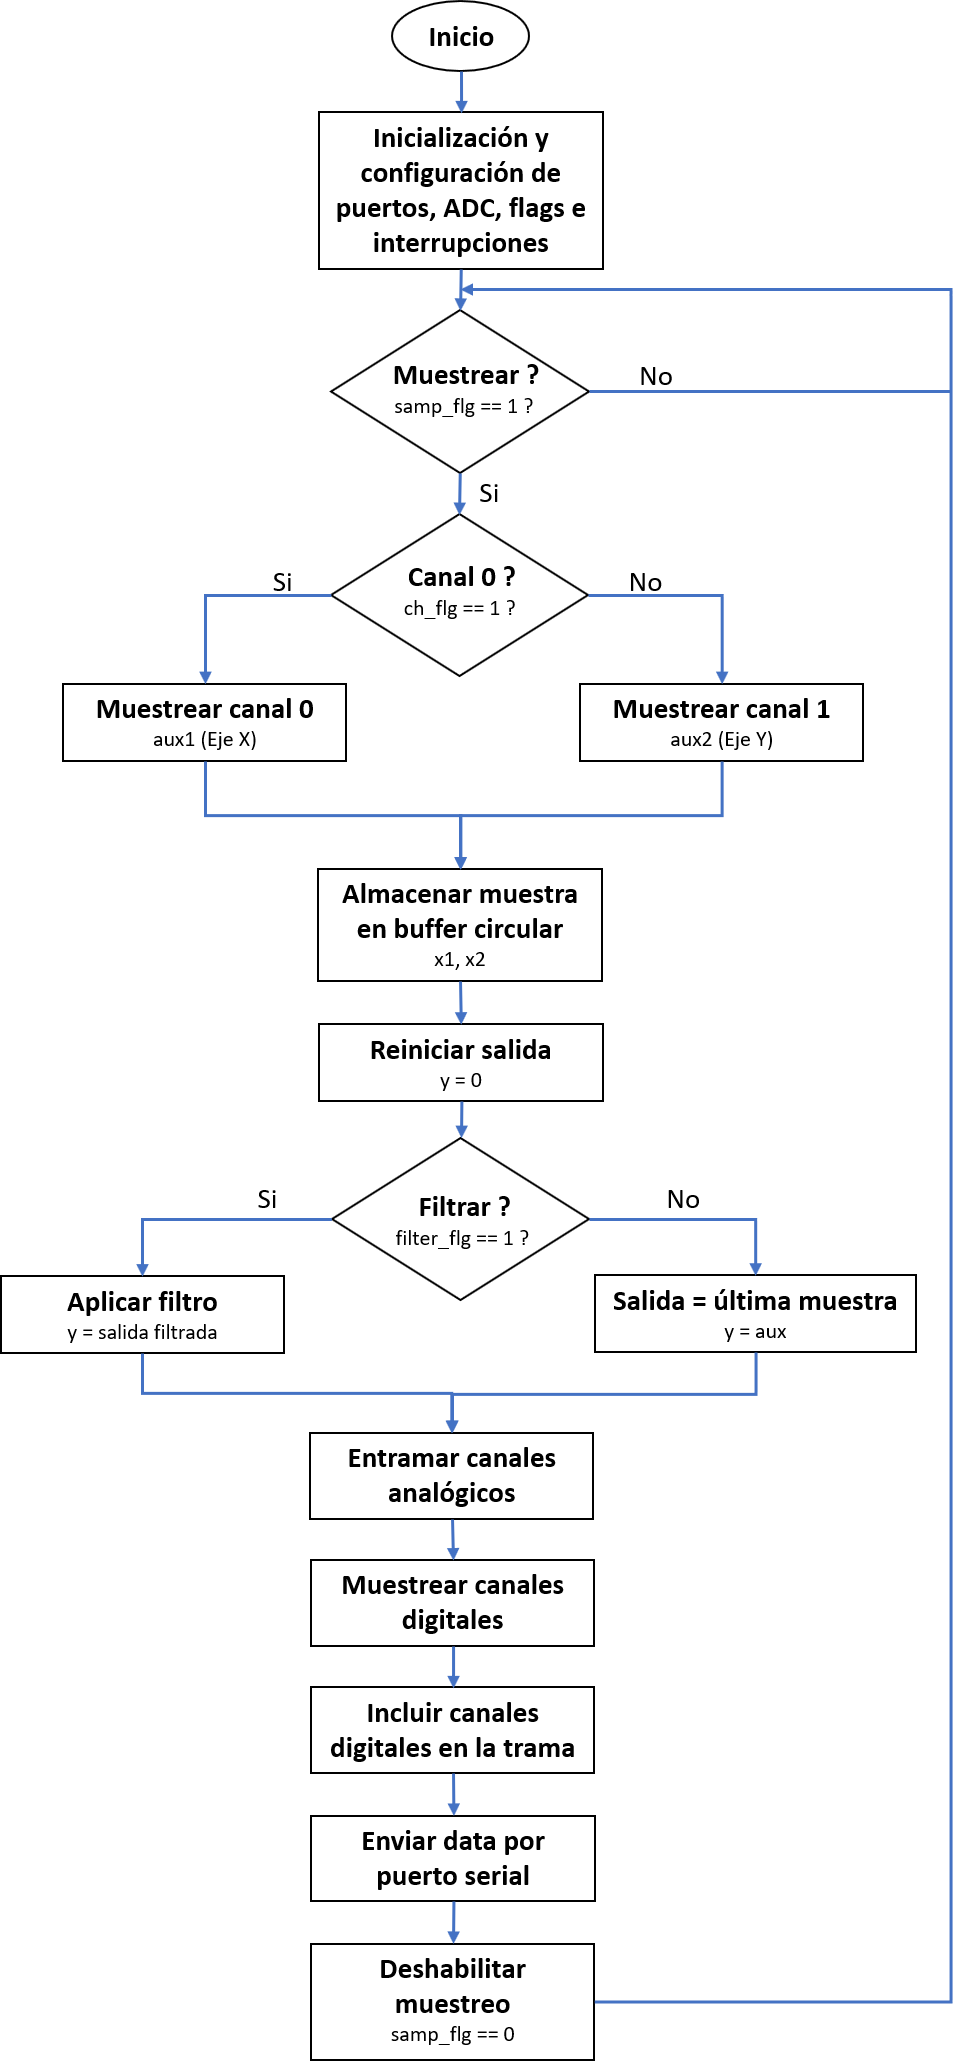 Inicio
Inicialización y
configuración de
puertos, ADC, flags e
interrupciones
Muestrear ?
samp_flg == 1 ?
No
Si
Canal 0 ?
ch_flg == 1 ?
Si
No
Muestrear canal 0
aux1 (Eje X)
Muestrear canal 1
aux2 (Eje Y)
Almacenar muestra
en buffer circular
x1, x2
Reiniciar salida
y = 0
Filtrar ?
filter_flg == 1 ?
Si
No
Aplicar filtro
y = salida filtrada
Salida = última muestra
y = aux
Entramar canales
analógicos
Muestrear canales
digitales
Incluir canales
digitales en la trama
Enviar data por
puerto serial
Deshabilitar
muestreo
samp_flg == 0